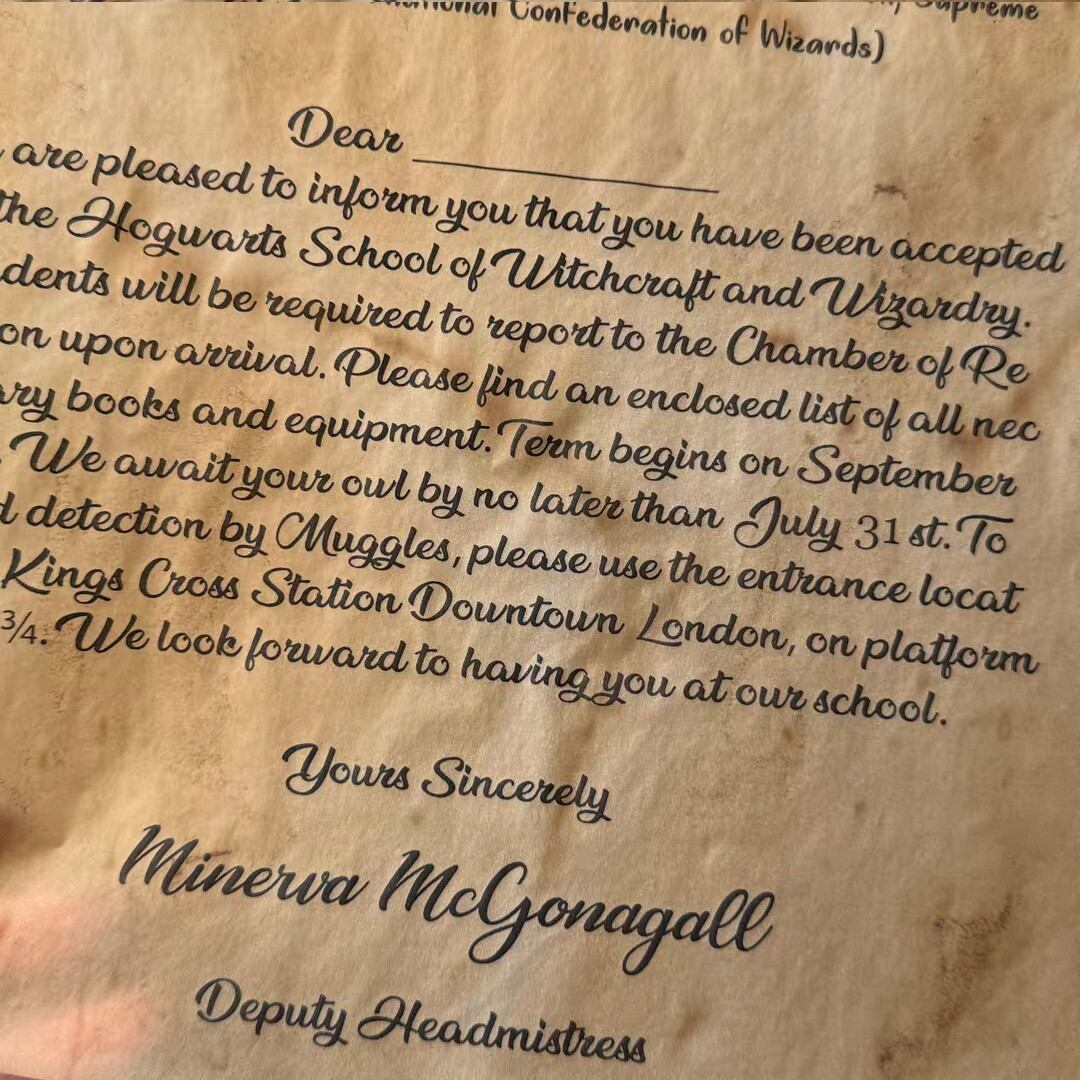 Confederation of Wizards)
Supreme
Dear
are pleased to inform you that you have been accepted
the Hogwarts School of Witchcraft and Wizardry.
dents will be required to report to the Chamber of Re
on upon arrival. Please find an enclosed list of all nec
ary books and equipment. Term begins on September
. We await your owl by no later than July 31 st. To
d detection by Muggles, please use the entrance locat
Kings Cross Station Downtown London, on platform
3/4. We look forward to having you at our school.
Yours Sincerely
Minerva McGonagall
Deputy Headmistress